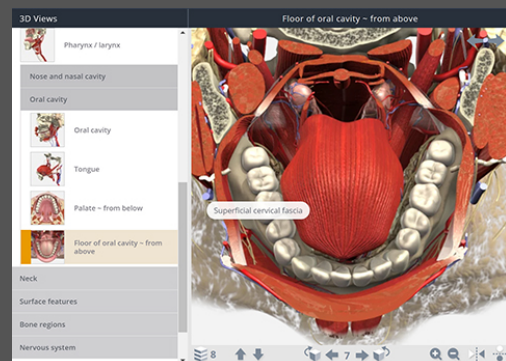 3D Views
Floor of oral cavity ~ from above
Pharynx / larynx
Nose and nasal cavity
Oral cavity
Oral cavity
Tongue
Palate ~ from below
Floor of oral cavity ~ from
above
Superficial cervical fascia
Neck
Surface features
Bone regions
Nervous system
8
7